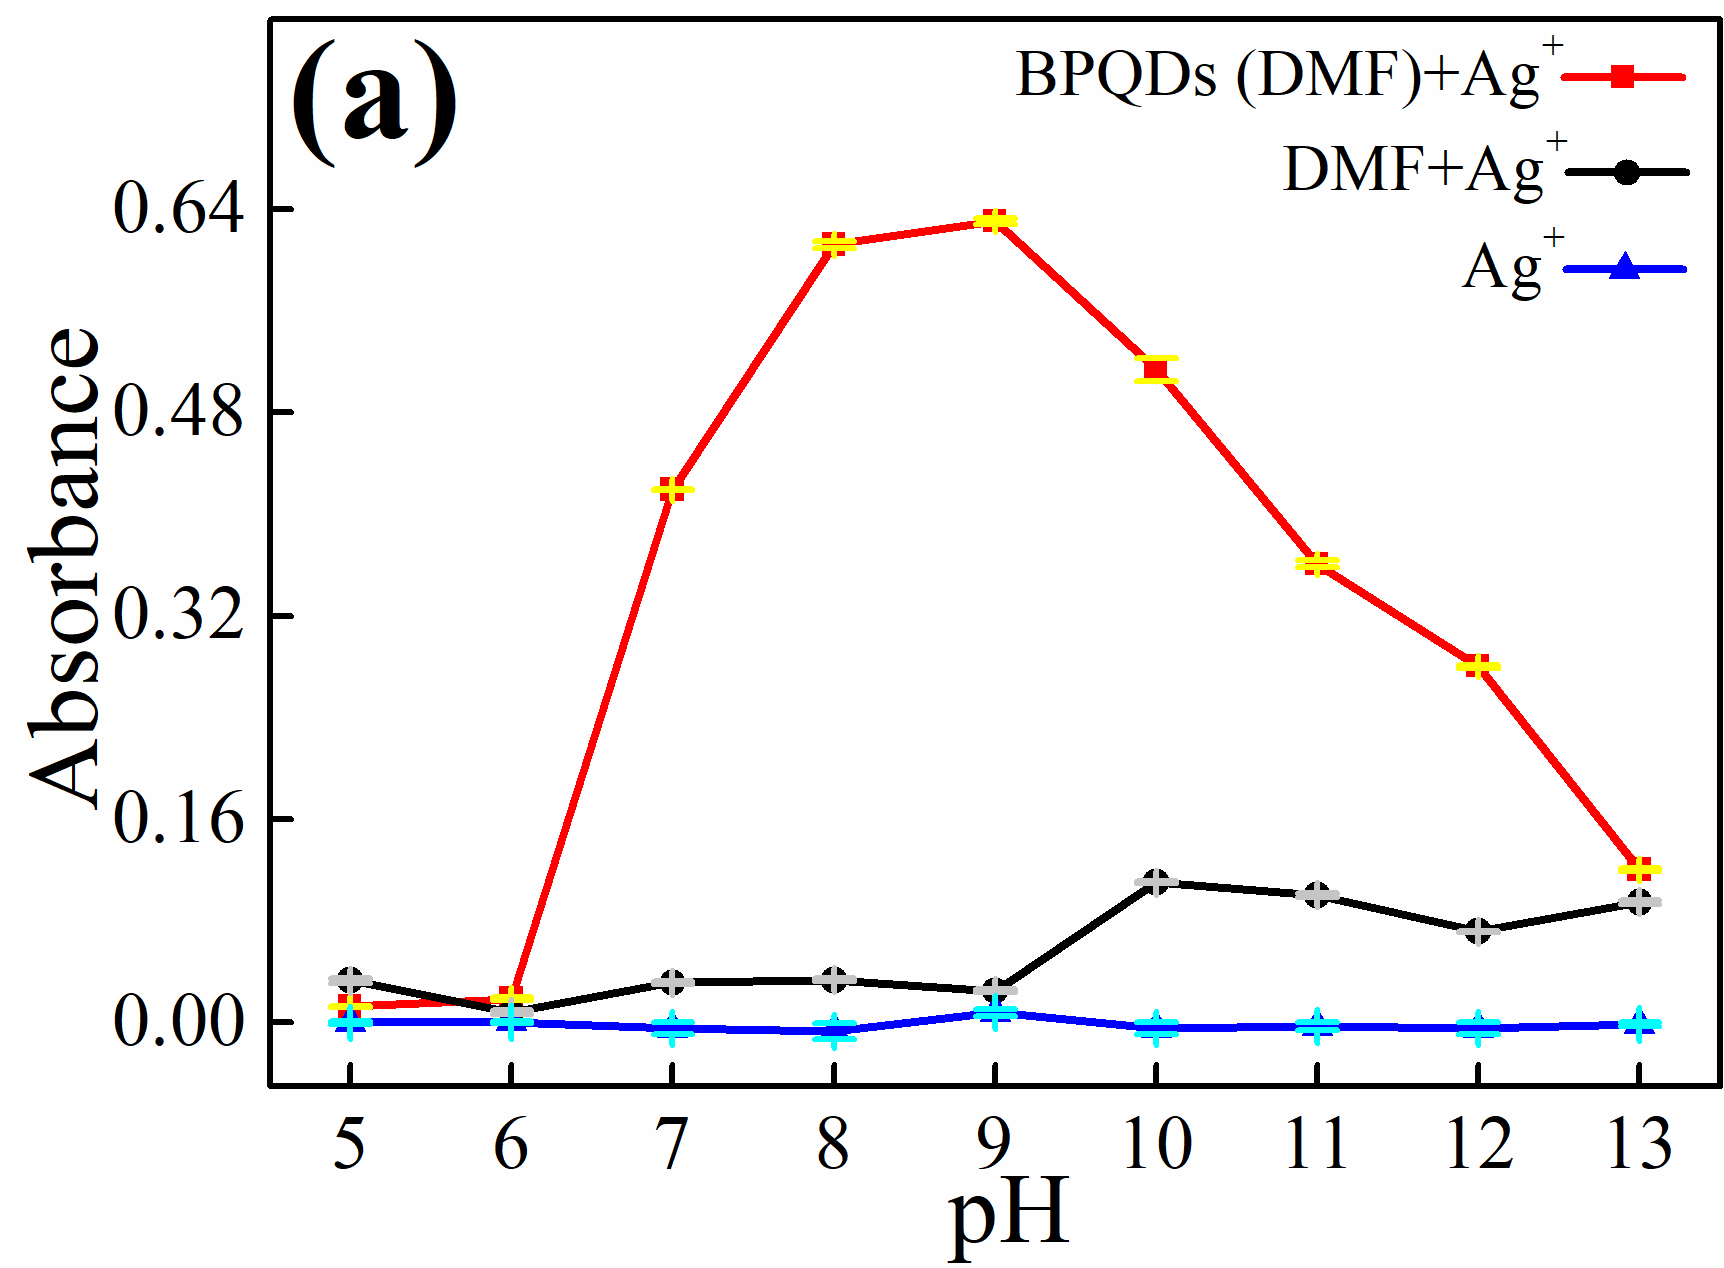 (a)
BPQDs (DMF)+Ag⁺
DMF+Ag⁺
Ag⁺
Absorbance
0.64
0.48
0.32
0.16
0.00
5 6 7 8 9 10 11 12 13
pH